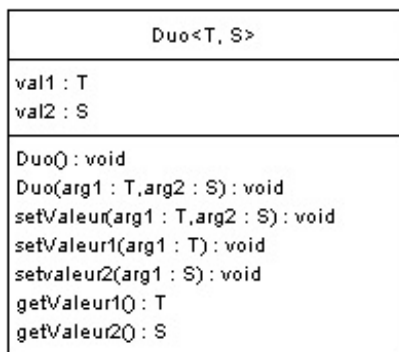 Duo<T, S>
val1 : T
val2 : S
Duo() : void
Duo(arg1 : T,arg2 : S) : void
setValeur(arg1 : T,arg2 : S) : void
setValeur1(arg1 : T) : void
setvaleur2(arg1 : S) : void
getValeur1() : T
getValeur2() : S